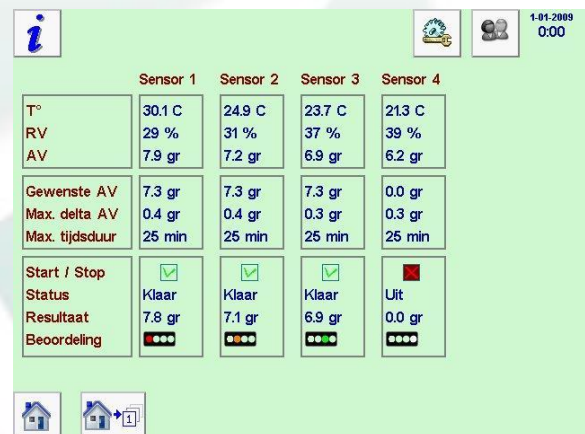 i
1-01-2009
0:00
Sensor 1 Sensor 2 Sensor 3 Sensor 4
T° 30.1 C 24.9 C 23.7 C 21.3 C
RV 29 % 31 % 37 % 39 %
AV 7.9 gr 7.2 gr 6.9 gr 6.2 gr
Gewenste AV 7.3 gr 7.3 gr 7.3 gr 0.0 gr
Max. delta AV 0.4 gr 0.4 gr 0.3 gr 0.3 gr
Max. tijdsduur 25 min 25 min 25 min 25 min
Start / Stop
Status Klaar Klaar Klaar Uit
Resultaat 7.8 gr 7.1 gr 6.9 gr 0.0 gr
Beoordeling
1